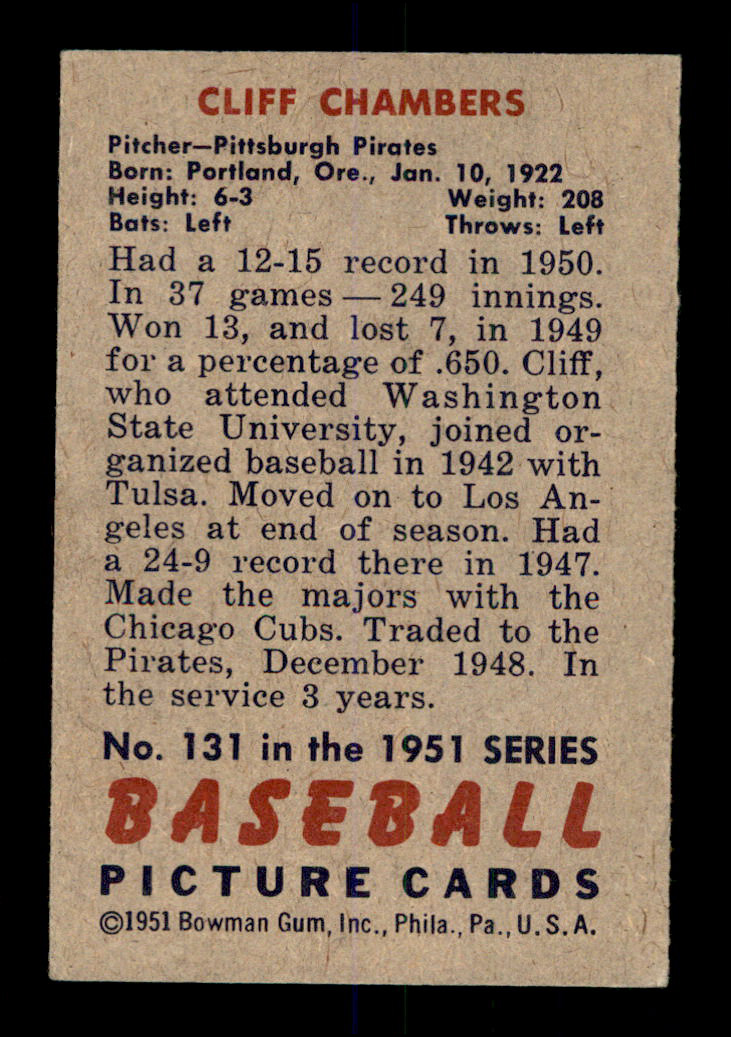 CLIFF CHAMBERS
Pitcher—Pittsburgh Pirates
Born: Portland, Ore., Jan. 10, 1922
Height: 6-3 Weight: 208
Bats: Left Throws: Left
Had a 12-15 record in 1950.
In 37 games — 249 innings.
Won 13, and lost 7, in 1949
for a percentage of .650. Cliff,
who attended Washington
State University, joined or-
ganized baseball in 1942 with
Tulsa. Moved on to Los An-
geles at end of season. Had
a 24-9 record there in 1947.
Made the majors with the
Chicago Cubs. Traded to the
Pirates, December 1948. In
the service 3 years.
No. 131 in the 1951 SERIES
BASEBALL
PICTURE CARDS
©1951 Bowman Gum, Inc., Phila., Pa., U.S.A.